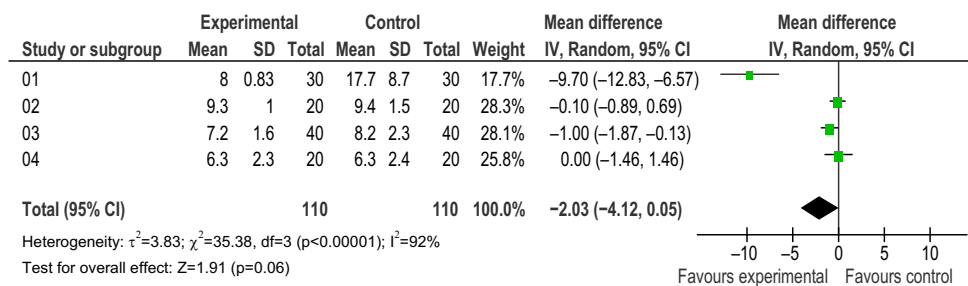 Experimental Control Mean difference Mean difference
Study or subgroup Mean SD Total Mean SD Total Weight IV, Random, 95% CI IV, Random, 95% CI
01 8 0.83 30 17.7 8.7 30 17.7% –9.70 (–12.83, –6.57)
02 9.3 1 20 9.4 1.5 20 28.3% –0.10 (–0.89, 0.69)
03 7.2 1.6 40 8.2 2.3 40 28.1% –1.00 (–1.87, –0.13)
04 6.3 2.3 20 6.3 2.4 20 25.8% 0.00 (–1.46, 1.46)
Total (95% CI) 110 110 100.0% –2.03 (–4.12, 0.05)
Heterogeneity: τ²=3.83; χ²=35.38, df=3 (p<0.00001); I²=92%
Test for overall effect: Z=1.91 (p=0.06)
–10 –5 0 5 10
Favours experimental Favours control